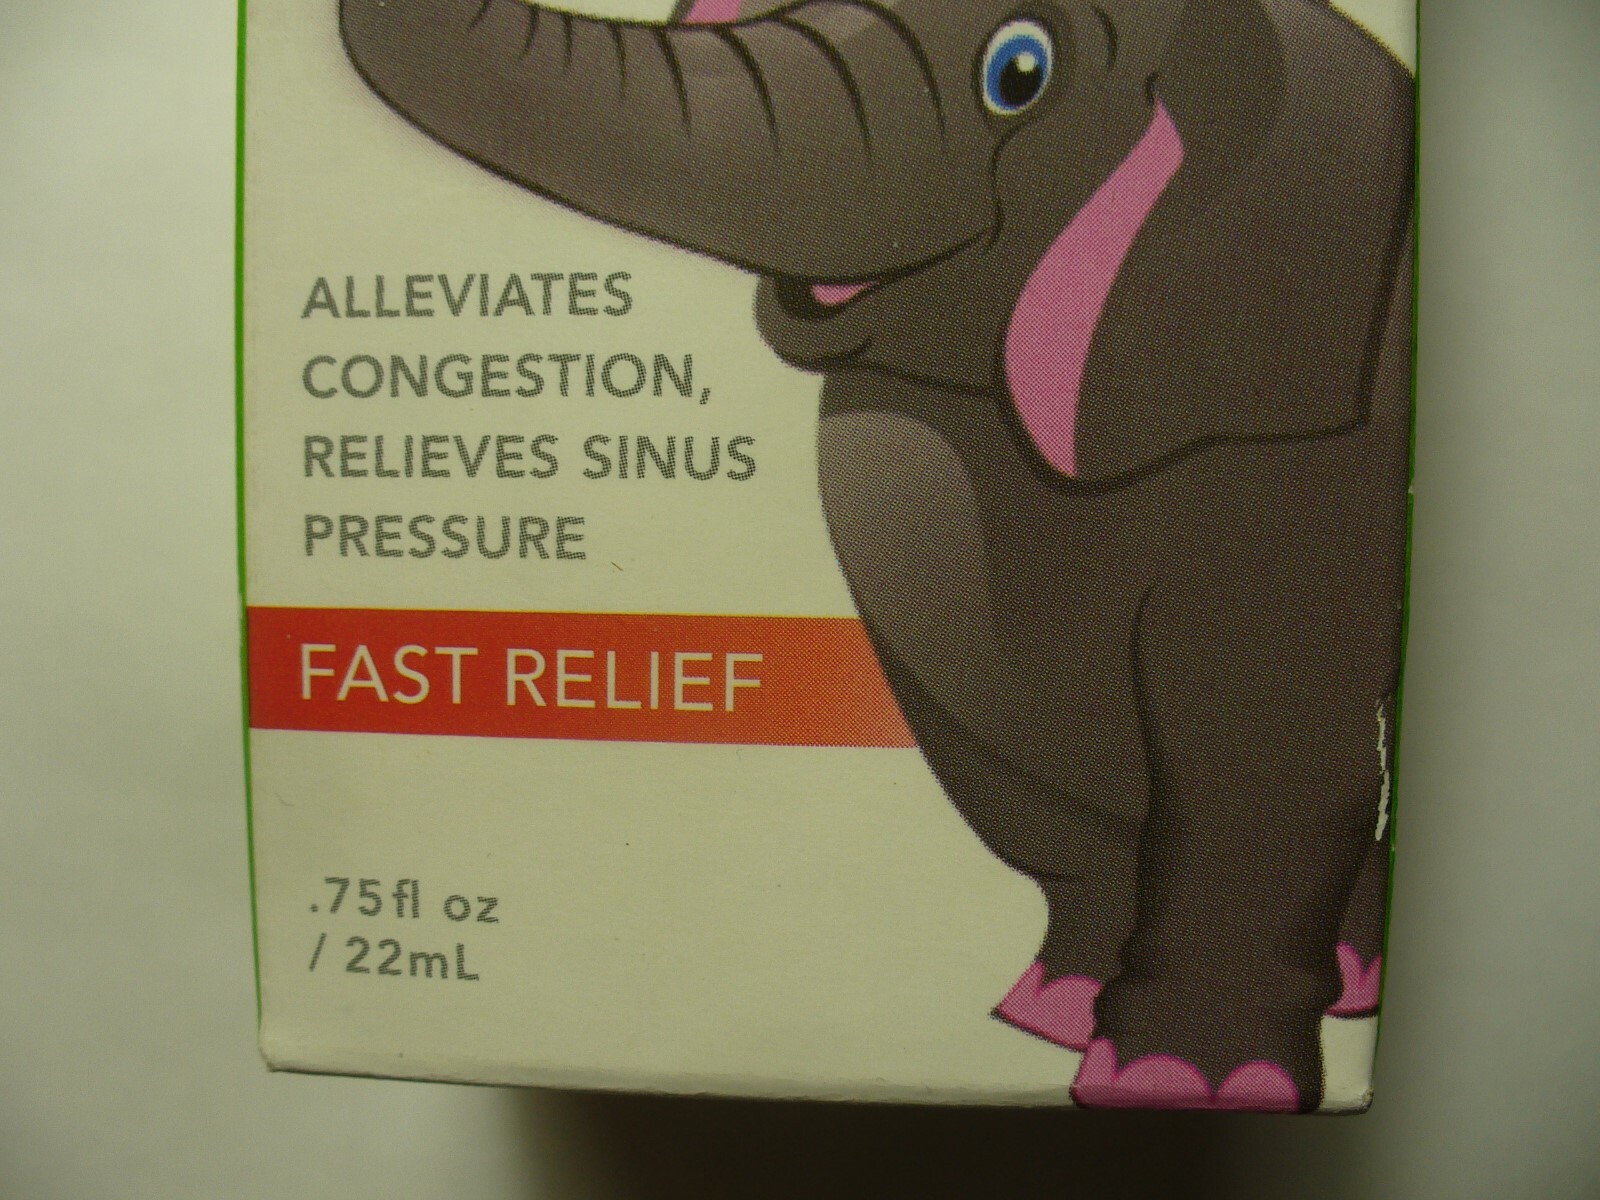 ALLEVIATES
CONGESTION,
RELIEVES SINUS
PRESSURE
FAST RELIEF
.75fl oz
/ 22mL